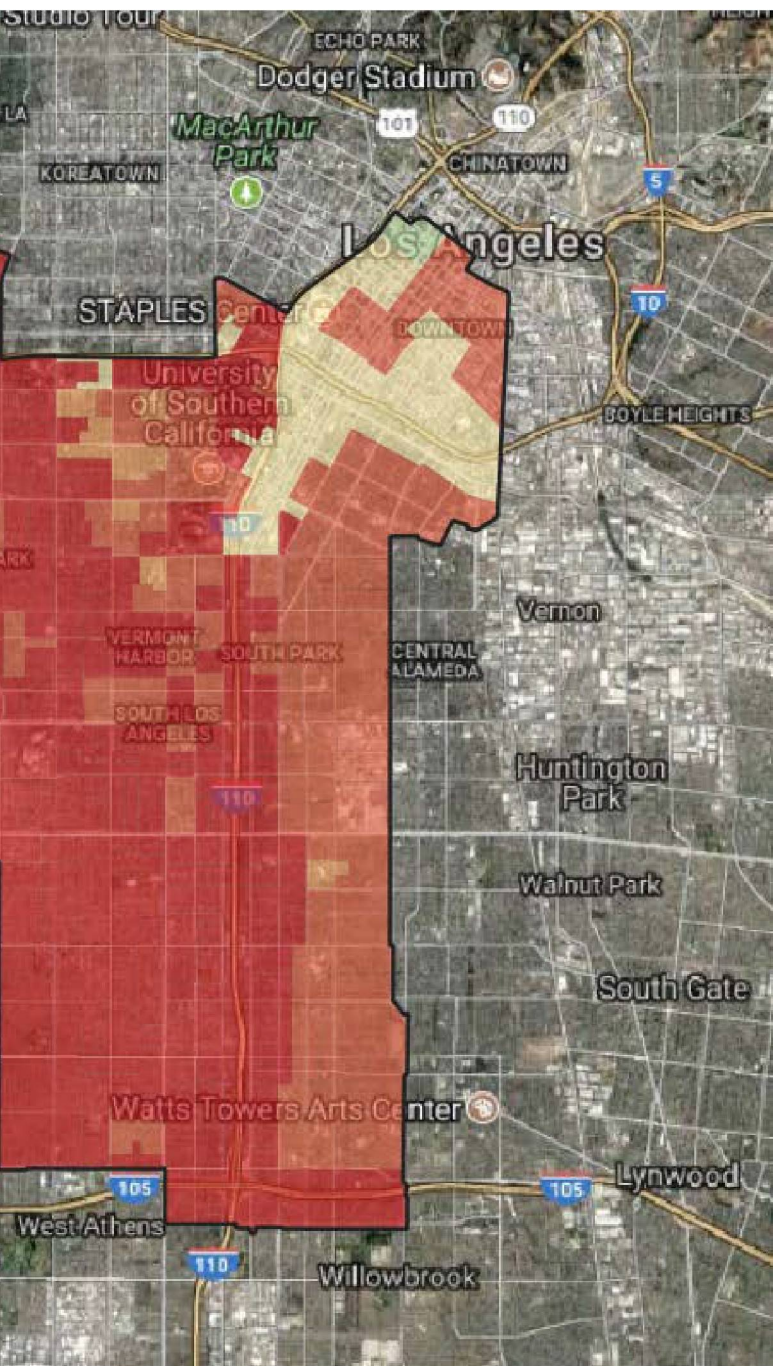 Studio Tour
ECHO PARK
Dodger Stadium
LA
MacArthur
Park
101
110
KOREATOWN
CHINATOWN
5
Los Angeles
10
STAPLES Center
DOWNTOWN
University
of Southern
California
BOYLE HEIGHTS
110
ARK
Vernon
VERMONT
HARBOR
SOUTH PARK
CENTRAL
ALAMEDA
SOUTH LOS
ANGELES
Huntington
Park
110
Walnut Park
South Gate
Watts Towers Arts Center
105
105
Lynwood
West Athens
110
Willowbrook